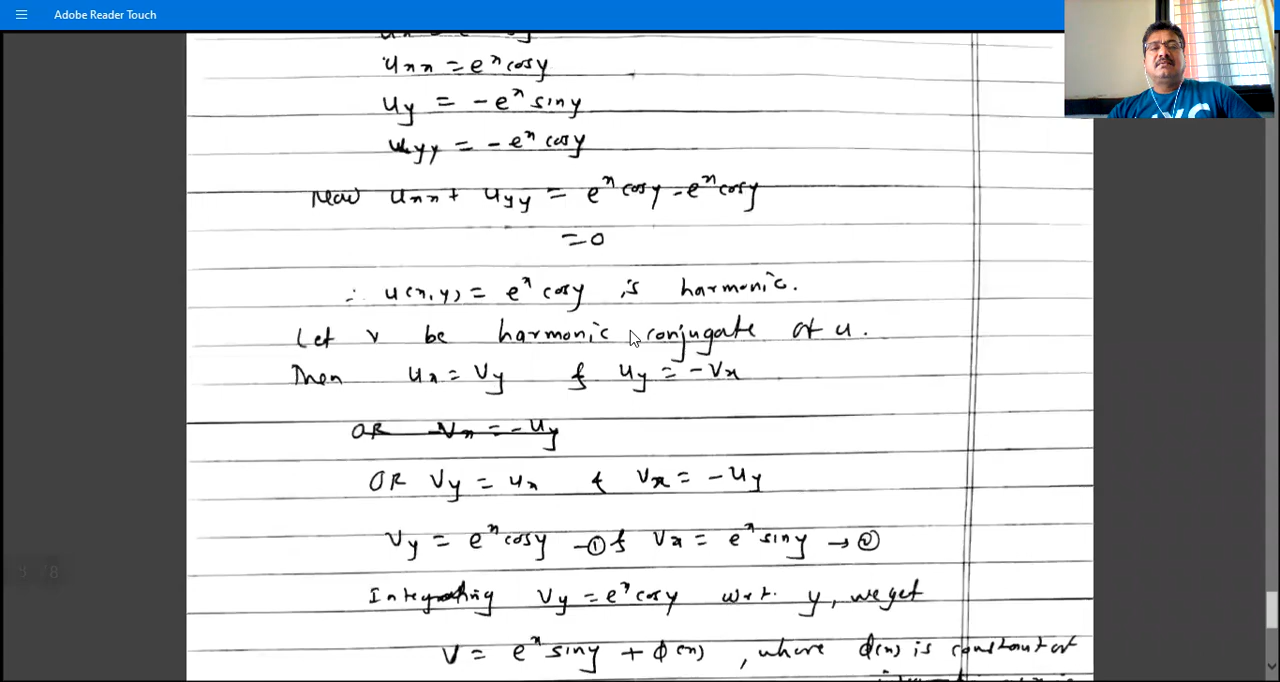 Adobe Reader Touch
uxx = e^x cosy
uy = -e^x siny
uyy = -e^x cosy
Now uxx + uyy = e^x cosy - e^x cosy
= 0
∴ u(x,y) = e^x cosy is harmonic.
Let v be harmonic conjugate of u.
Then ux = vy & uy = -vx
OR vx = -uy
OR vy = ux & vx = -uy
vy = e^x cosy -① & vx = e^x siny → ②
Integrating vy = e^x cosy w.r.t. y, we get
v = e^x siny + φ(x), where φ(x) is constant of